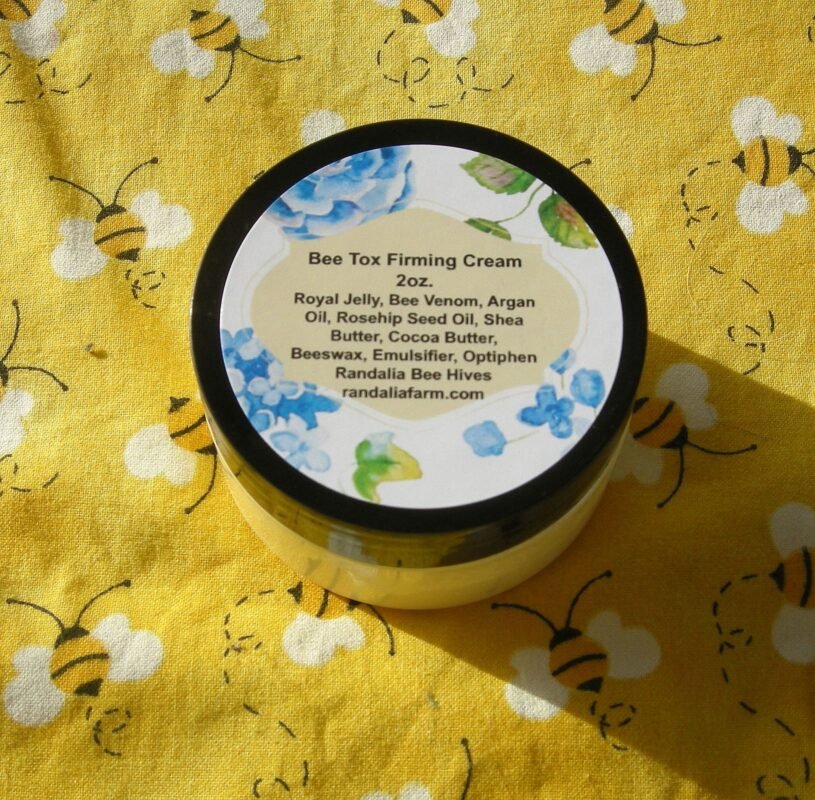 Bee Tox Firming Cream
2oz.
Royal Jelly, Bee Venom, Argan
Oil, Rosehip Seed Oil, Shea
Butter, Cocoa Butter,
Beeswax, Emulsifier, Optiphen
Randalia Bee Hives
randaliafarm.com